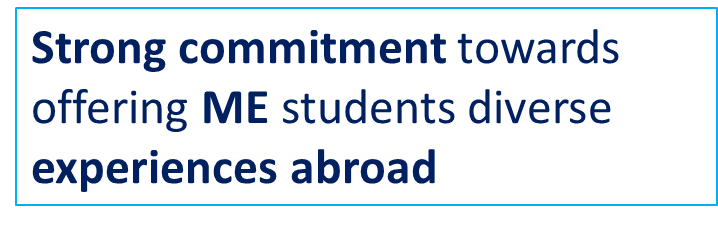 Strong commitment towards
offering ME students diverse
experiences abroad